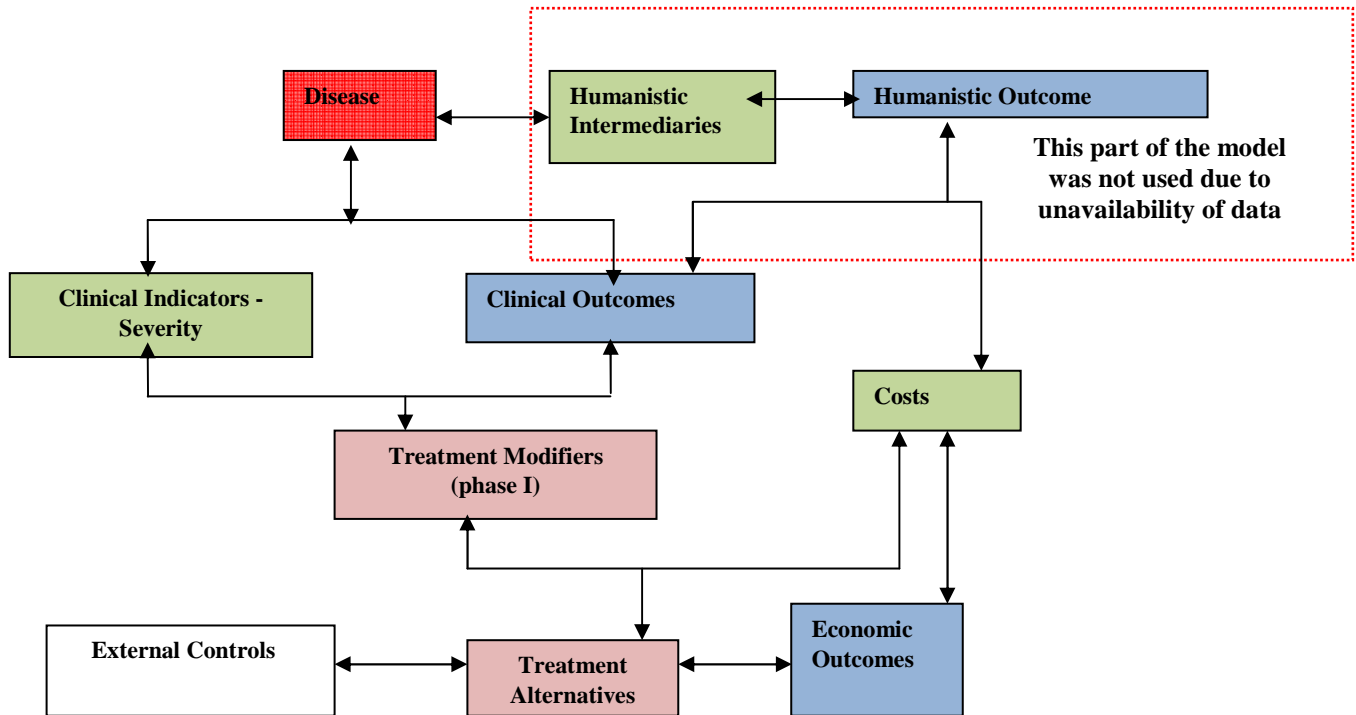 Disease
Humanistic
Intermediaries
Humanistic Outcome
This part of the model
was not used due to
unavailability of data
Clinical Indicators -
Severity
Clinical Outcomes
Costs
Treatment Modifiers
(phase I)
External Controls
Treatment
Alternatives
Economic
Outcomes